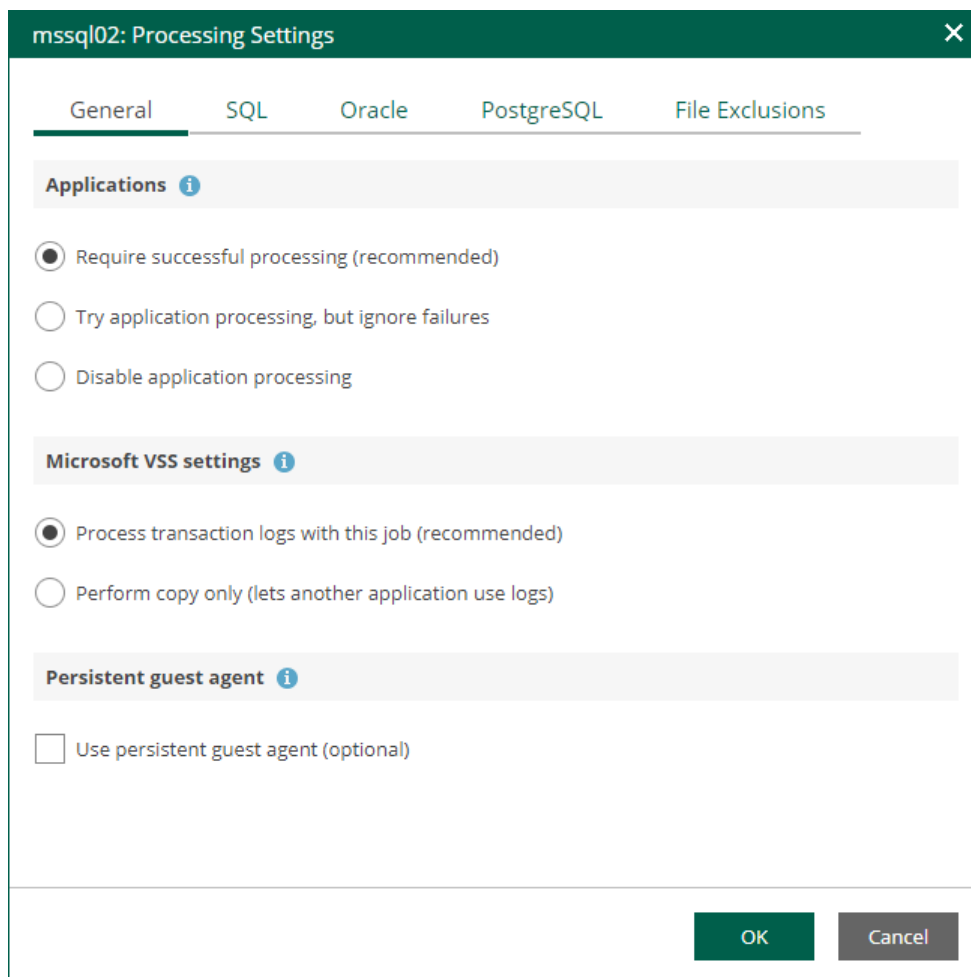 mssql02: Processing Settings
General SQL Oracle PostgreSQL File Exclusions
Applications
Require successful processing (recommended)
Try application processing, but ignore failures
Disable application processing
Microsoft VSS settings
Process transaction logs with this job (recommended)
Perform copy only (lets another application use logs)
Persistent guest agent
Use persistent guest agent (optional)
OK Cancel